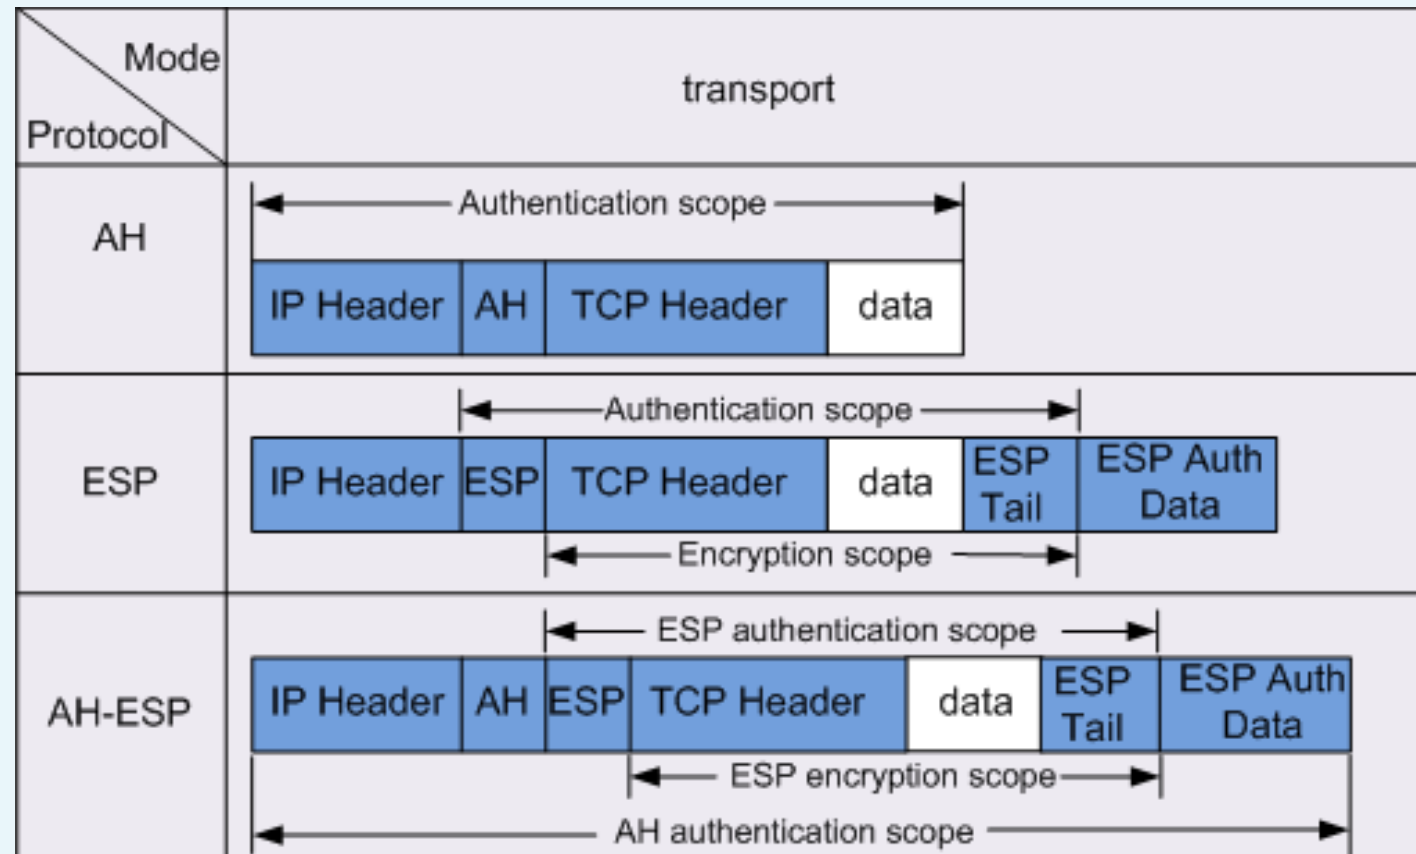 Mode
Protocol
transport
AH
Authentication scope
IP Header AH TCP Header data
ESP
Authentication scope
IP Header ESP TCP Header data ESP Tail ESP Auth Data
Encryption scope
AH-ESP
ESP authentication scope
IP Header AH ESP TCP Header data ESP Tail ESP Auth Data
ESP encryption scope
AH authentication scope